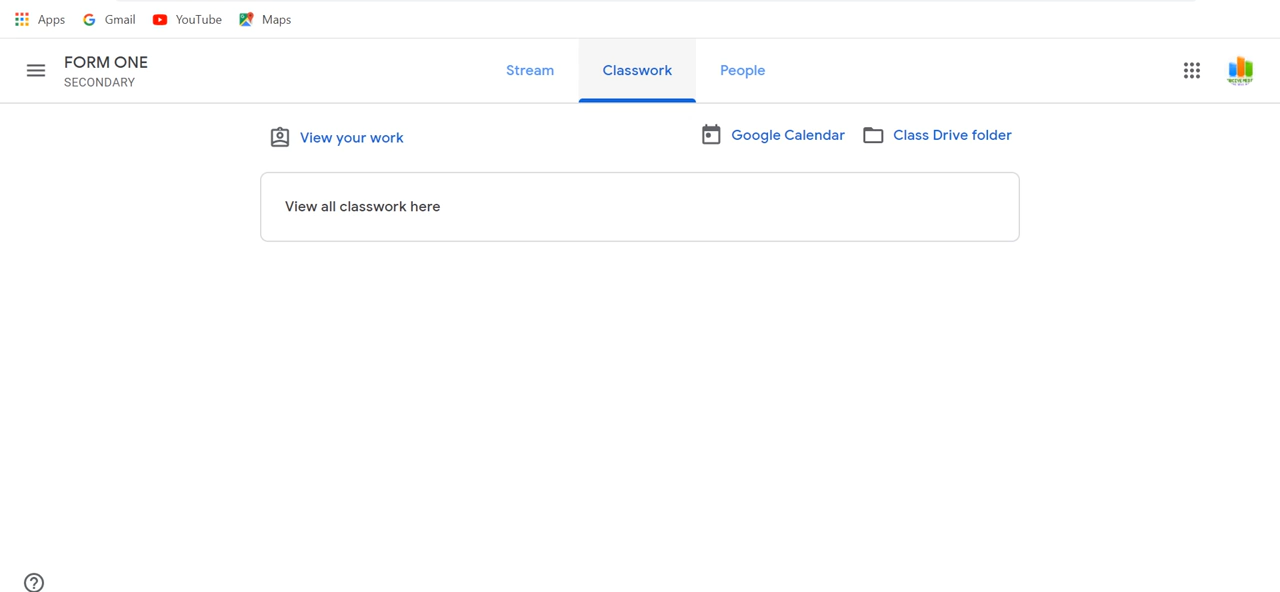 Apps Gmail YouTube Maps
FORM ONE
SECONDARY
Stream Classwork People
View your work Google Calendar Class Drive folder
View all classwork here